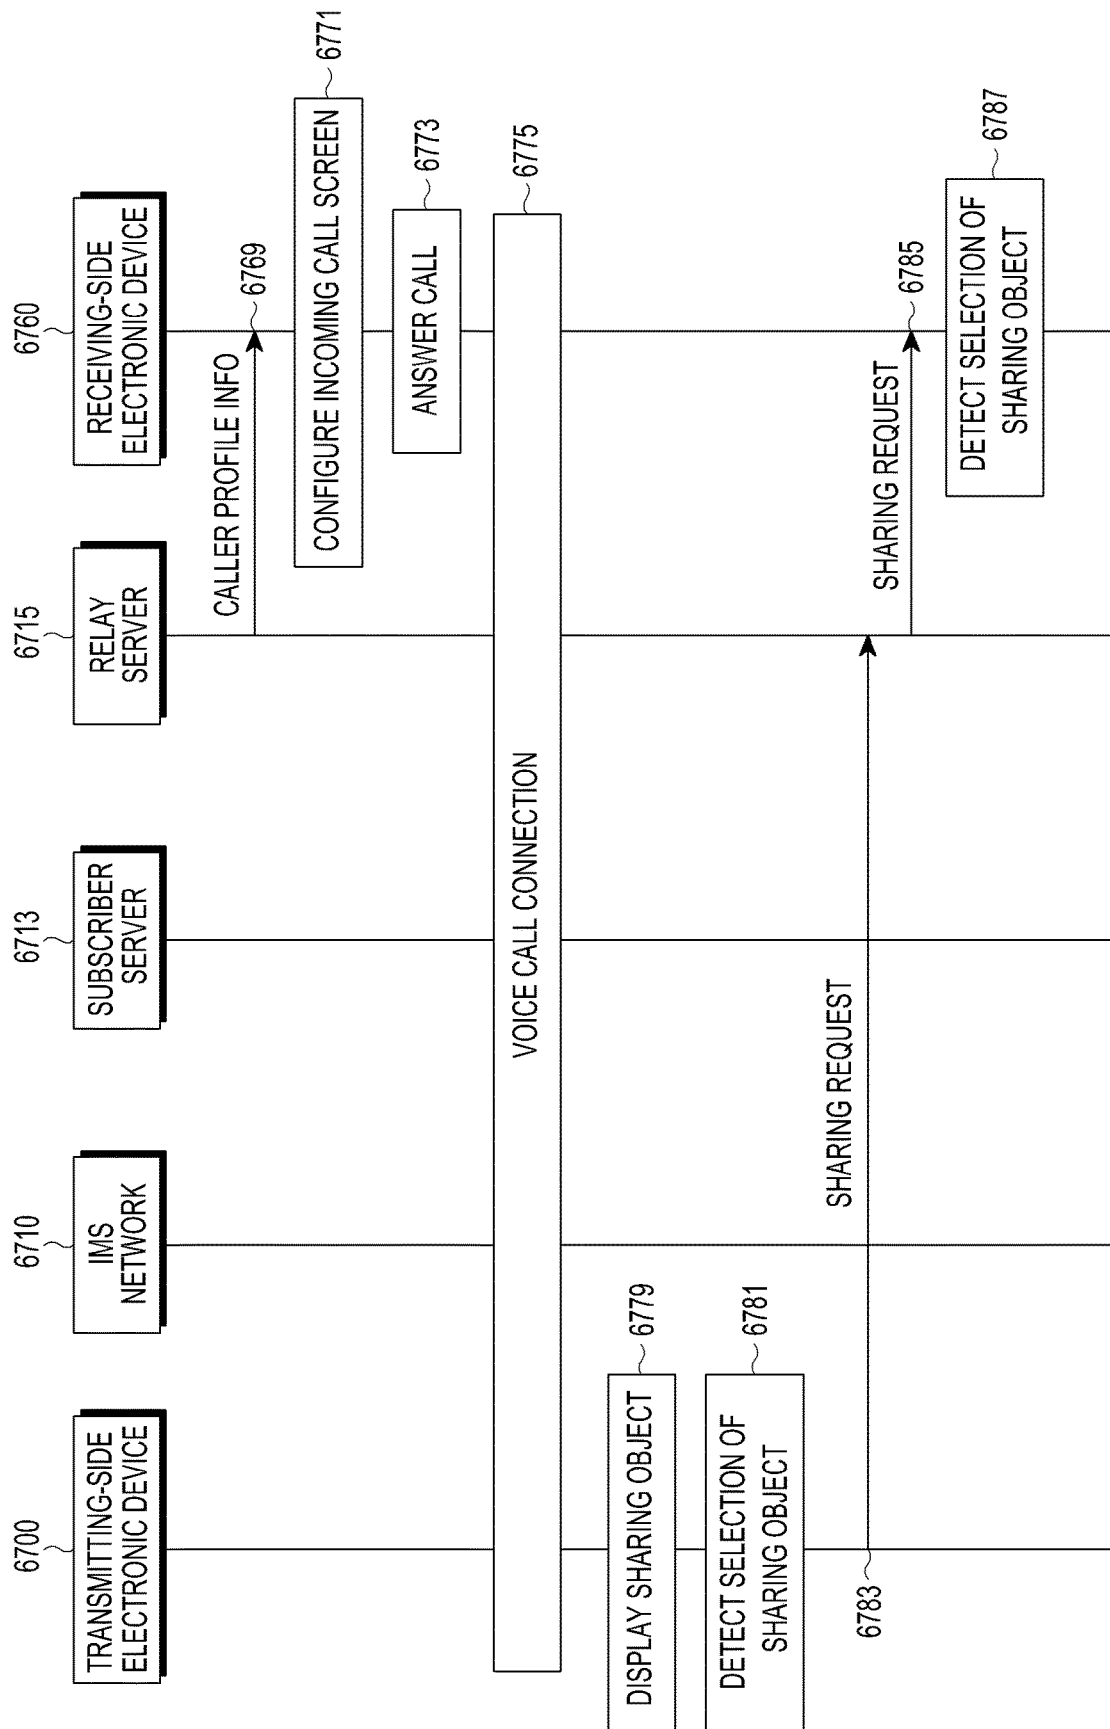 6700
TRANSMITTING-SIDE
ELECTRONIC DEVICE
6710
IMS
NETWORK
6713
SUBSCRIBER
SERVER
6715
RELAY
SERVER
6760
RECEIVING-SIDE
ELECTRONIC DEVICE
CALLER PROFILE INFO
6769
CONFIGURE INCOMING CALL SCREEN
6771
ANSWER CALL
6773
VOICE CALL CONNECTION
6775
DISPLAY SHARING OBJECT
6779
DETECT SELECTION OF
SHARING OBJECT
6781
SHARING REQUEST
6783
SHARING REQUEST
6785
DETECT SELECTION OF
SHARING OBJECT
6787